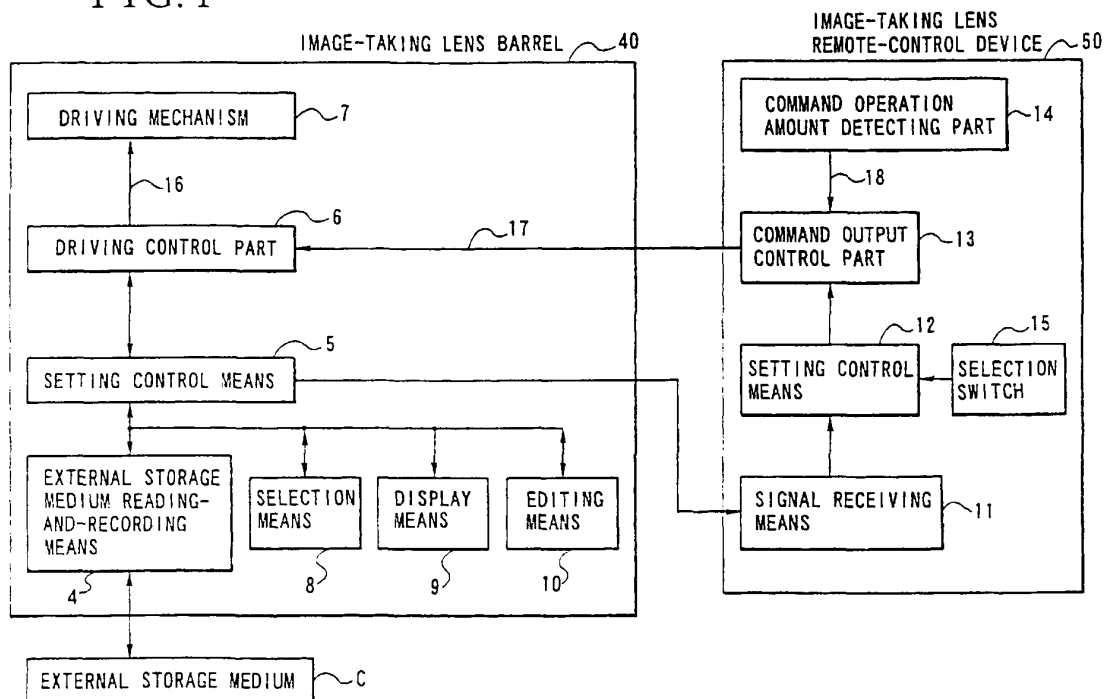 FIG. 1
IMAGE-TAKING LENS BARREL 40
DRIVING MECHANISM 7
16
6
DRIVING CONTROL PART
17
5
SETTING CONTROL MEANS
EXTERNAL STORAGE
MEDIUM READING-
AND-RECORDING
MEANS
4
SELECTION
MEANS
8
DISPLAY
MEANS
9
EDITING
MEANS
10
EXTERNAL STORAGE MEDIUM C
IMAGE-TAKING LENS
REMOTE-CONTROL DEVICE 50
COMMAND OPERATION
AMOUNT DETECTING PART
14
18
COMMAND OUTPUT
CONTROL PART
13
12
15
SETTING CONTROL
MEANS
SELECTION
SWITCH
SIGNAL RECEIVING
MEANS
11